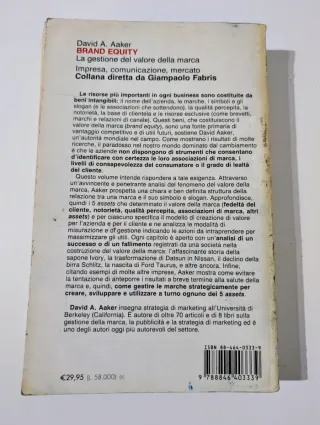 David A. Aaker
BRAND EQUITY
La gestione del valore della marca
Impresa, comunicazione, mercato
Collana diretta da Giampaolo Fabris
Le risorse più importanti in ogni business sono costituite da
beni intangibili: il nome dell'azienda, le marche, i simboli e gli
slogan (e le associazioni che sottendono), la qualità percepita, la
notorietà, la base di clientela e le risorse esclusive (come brevetti,
marchi e relazioni di canale). Questi beni, che costituiscono il
valore della marca (brand equity), sono una fonte primaria di
vantaggio competitivo e di utili futuri, sostiene David Aaker,
un'autorità mondiale nel campo. Come mostrano i risultati di molte
ricerche, il paradosso nel nostro mondo dominato dal cambiamento
è che le aziende non dispongono di strumenti che consentano
d'identificare con certezza le loro associazioni di marca, i
livelli di consapevolezza del consumatore o il grado di lealtà
del cliente.
Questo volume intende rispondere a tale esigenza. Attraverso
un'avvincente e penetrante analisi del fenomeno del valore della
marca, Aaker prospetta una chiara e ben definita struttura della
relazione tra una marca e il suo simbolo e slogan. Approfondisce,
quindi, i 5 assets che determinano il valore della marca (fedeltà del
cliente, notorietà, qualità percepita, associazioni di marca, altri
assets) e per ciascuno specifica il modello di creazione di valore
per l'azienda e per il cliente e ne analizza le modalità di
misurazione e di gestione indicando le azioni da intraprendere per
massimizzare gli utili. Ogni capitolo è aperto con un'analisi di un
successo o di un fallimento registrati da una società nella
costruzione del valore della marca: l'affascinante storia della
sapone Ivory, la trasformazione di Datsun in Nissan, il declino della
birra Schlitz, la nascita di Ford Taurus, e altre ancora. Infine,
citando esempi di molte altre imprese, Aaker mostra come evitare
la tentazione di anteporre i risultati a breve termine alla salute della
marca e, quindi, come gestire le marche strategicamente per
creare, sviluppare e utilizzare a turno ognuno dei 5 assets.
David A. Aaker insegna strategia di marketing all'Università di
Berkeley (California). È autore di oltre 70 articoli e di 8 libri sulla
gestione della marca, la pubblicità e la strategia di marketing ed è
uno degli autori oggi più autorevoli del settore.
ISBN 88-464-0333-9
9 788846 403339
€ 29,95 (L. 58.000)